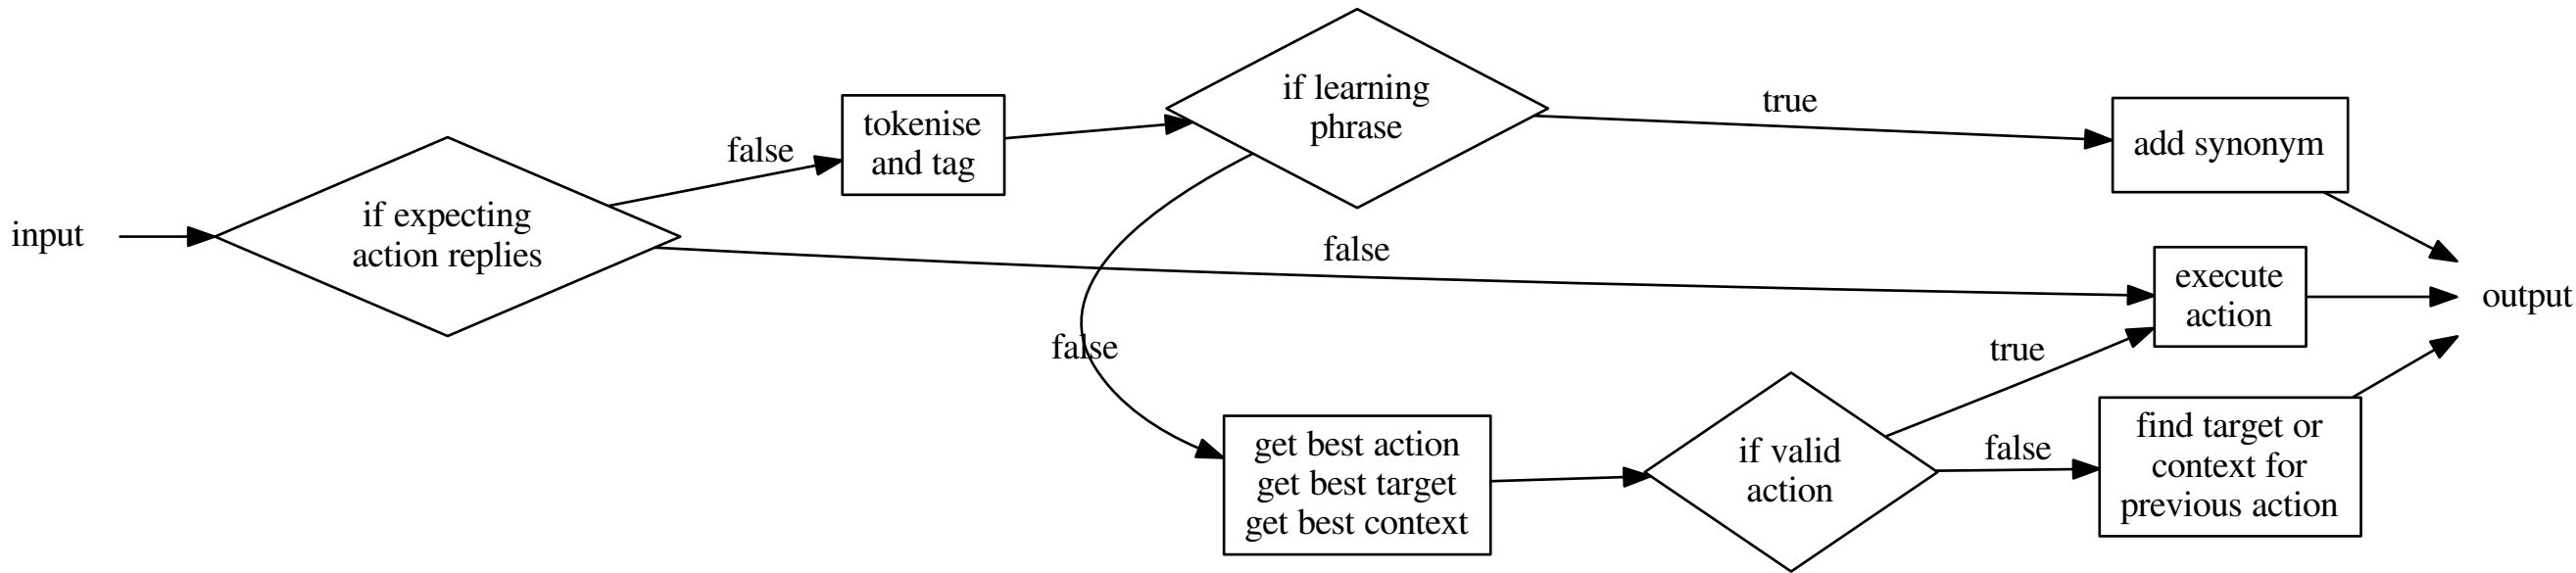 input
if expecting
action replies
false
tokenise
and tag
if learning
phrase
true
add synonym
false
execute
action
output
false
get best action
get best target
get best context
if valid
action
true
false
find target or
context for
previous action